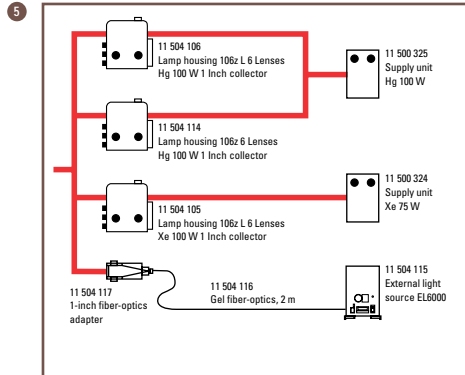 5
11 504 106
Lamp housing 106z L 6 Lenses
Hg 100 W 1 Inch collector
11 500 325
Supply unit
Hg 100 W
11 504 114
Lamp housing 106z 6 Lenses
Hg 100 W 1 Inch collector
11 504 105
Lamp housing 106z L 6 Lenses
Xe 100 W 1 Inch collector
11 500 324
Supply unit
Xe 75 W
11 504 117
1-inch fiber-optics
adapter
11 504 116
Gel fiber-optics, 2 m
11 504 115
External light
source EL6000